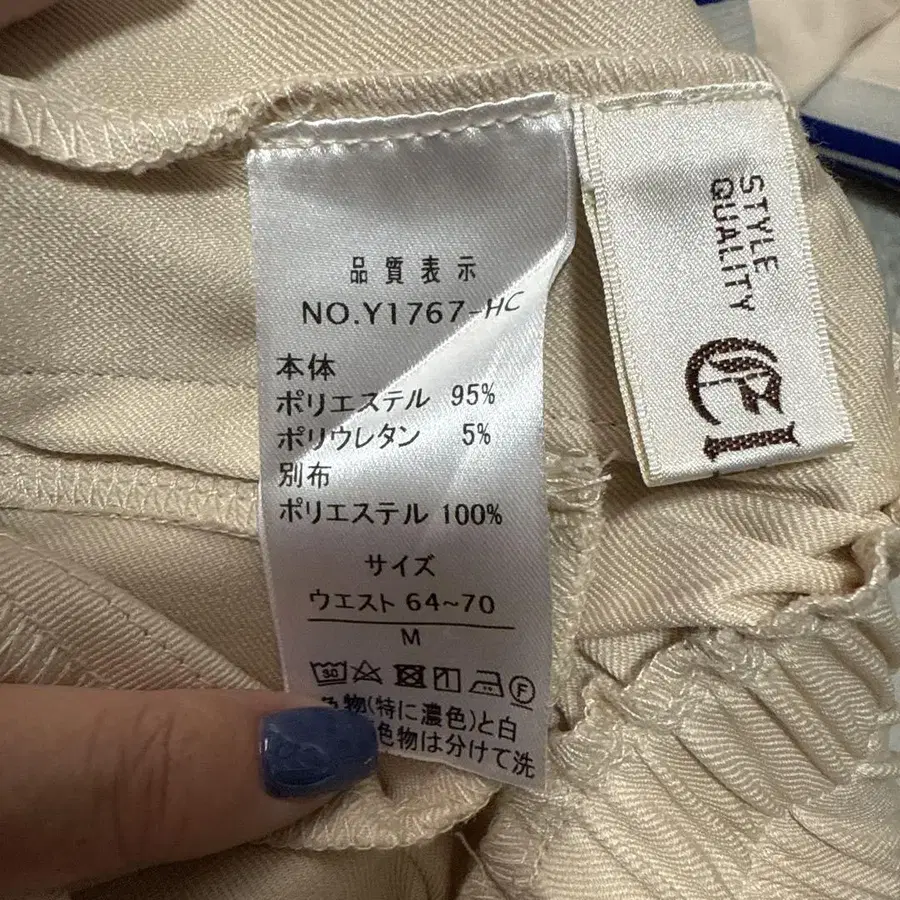 品質表示
NO.Y1767-HC
本体
ポリエステル 95%
ポリウレタン 5%
別布
ポリエステル 100%
サイズ
ウエスト 64~70
M
30
F
物(特に濃色)と白
色物は分けて洗
STYLE
QUALITY